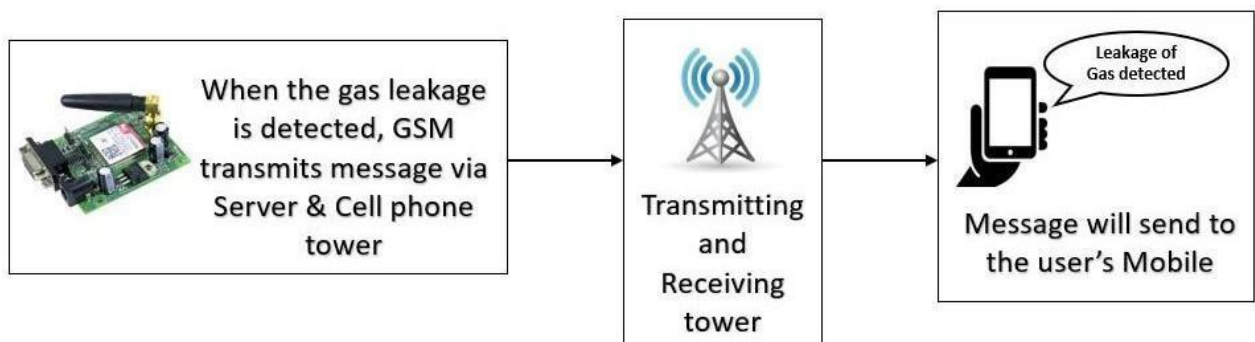 When the gas leakage
is detected, GSM
transmits message via
Server & Cell phone
tower
Transmitting
and
Receiving
tower
Leakage of
Gas detected
Message will send to
the user's Mobile